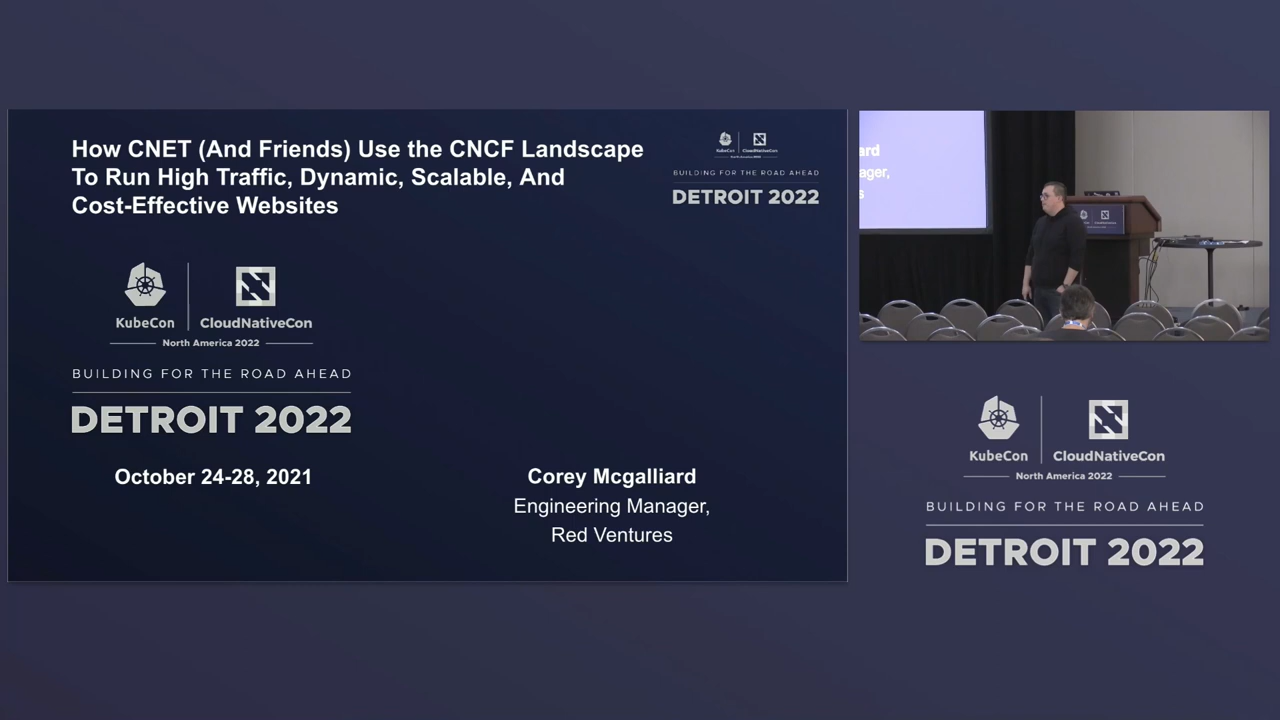 How CNET (And Friends) Use the CNCF Landscape
To Run High Traffic, Dynamic, Scalable, And
Cost-Effective Websites
KubeCon
CloudNativeCon
BUILDING FOR THE ROAD AHEAD
DETROIT 2022
KubeCon
CloudNativeCon
North America 2022
BUILDING FOR THE ROAD AHEAD
DETROIT 2022
October 24-28, 2021
Corey Mcgalliard
Engineering Manager,
Red Ventures
ard
ager,
s
KubeCon
CloudNativeCon
North America 2022
BUILDING FOR THE ROAD AHEAD
DETROIT 2022